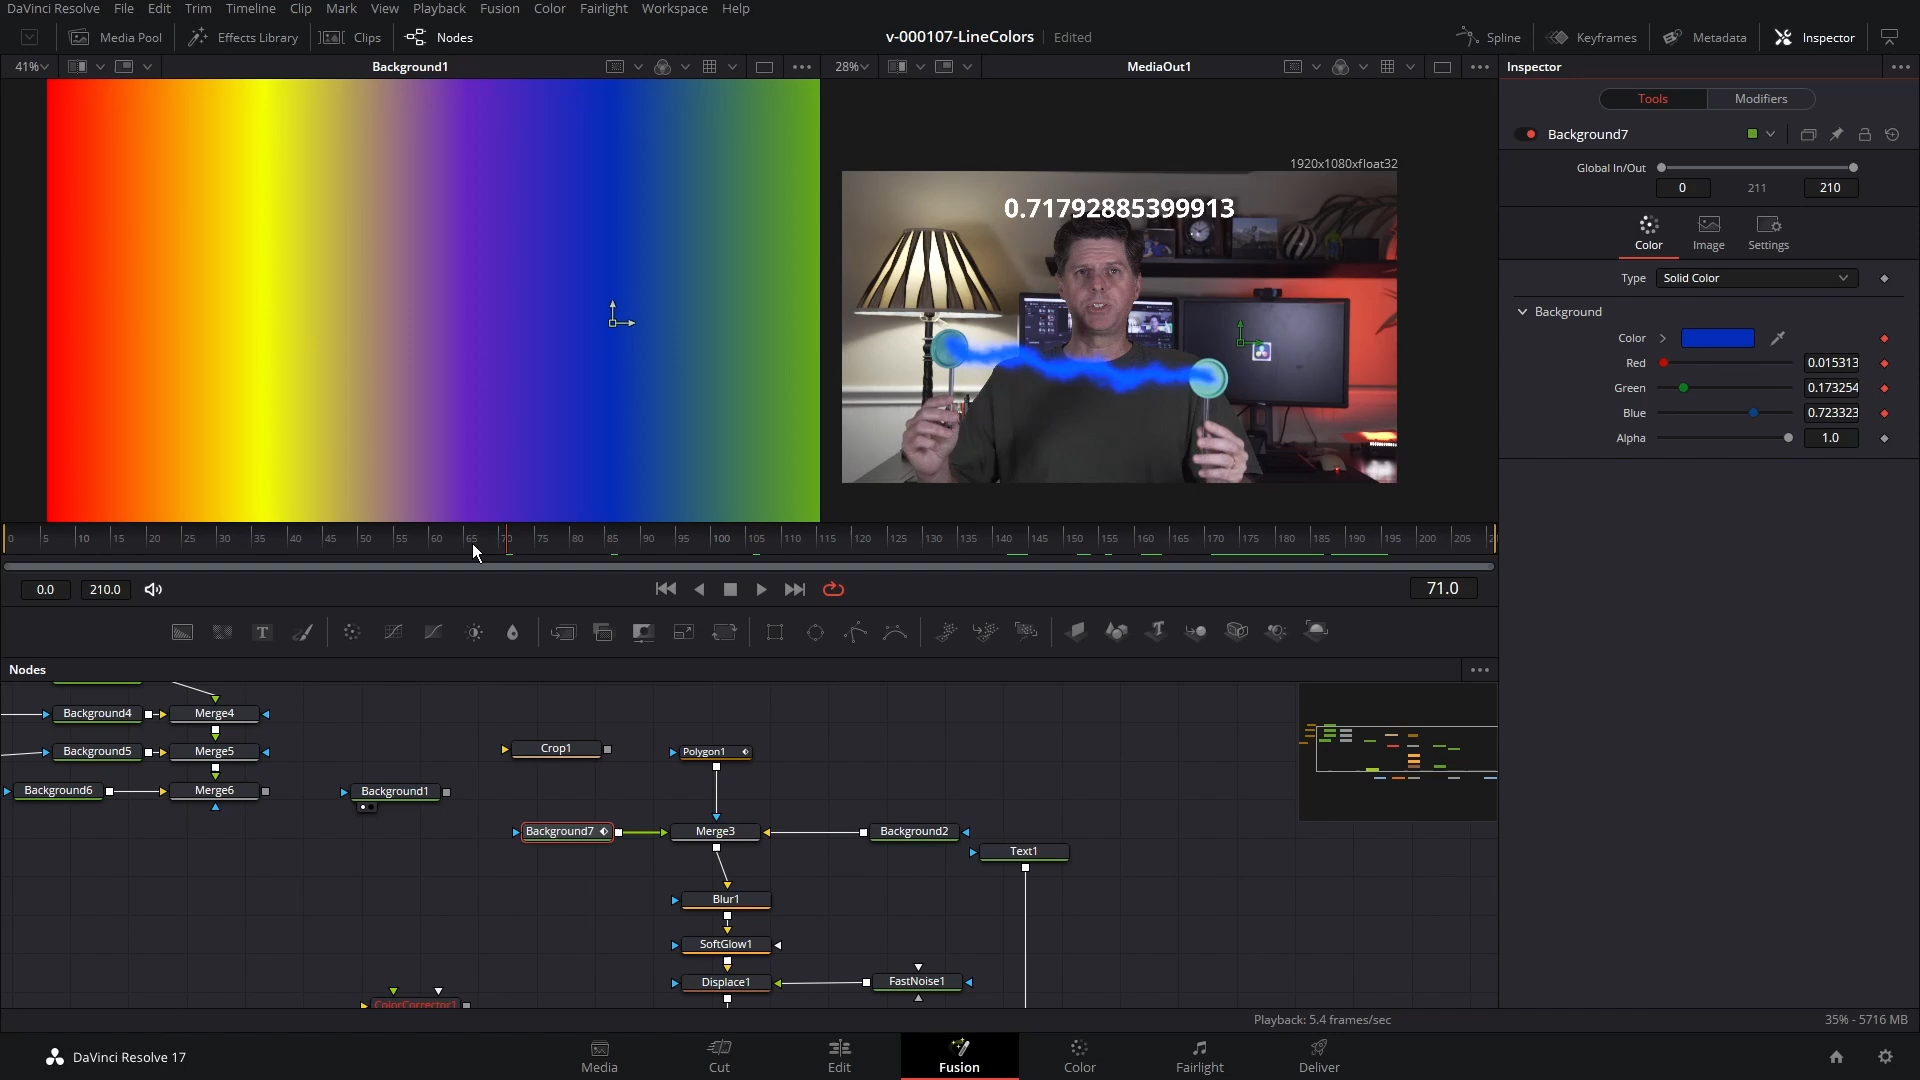 DaVinci Resolve File Edit Trim Timeline Clip Mark View Playback Fusion Color Fairlight Workspace Help
Media Pool Effects Library Clips Nodes v-000107-LineColors Edited Spline Keyframes Metadata Inspector
41% Background1 28% MediaOut1 Inspector
Tools Modifiers
Background7
1920x1080xfloat32
Global In/Out
0 211 210
0.71792885399913
Color Image Settings
Type Solid Color
Background
Color
Red 0.015313
Green 0.173254
Blue 0.723323
Alpha 1.0
0 5 10 15 20 25 30 35 40 45 50 55 60 65 70 75 80 85 90 95 100 105 110 115 120 125 130 135 140 145 150 155 160 165 170 175 180 185 190 195 200 205
0.0 210.0 71.0
Nodes
Background4 Merge4
Background5 Merge5
Background6 Merge6
Crop1 Polygon1
Background1
Background7 Merge3 Background2
Text1
Blur1
SoftGlow1
Displace1 FastNoise1
ColorCorrector1
Playback: 5.4 frames/sec 35% - 5716 MB
DaVinci Resolve 17 Media Cut Edit Fusion Color Fairlight Deliver